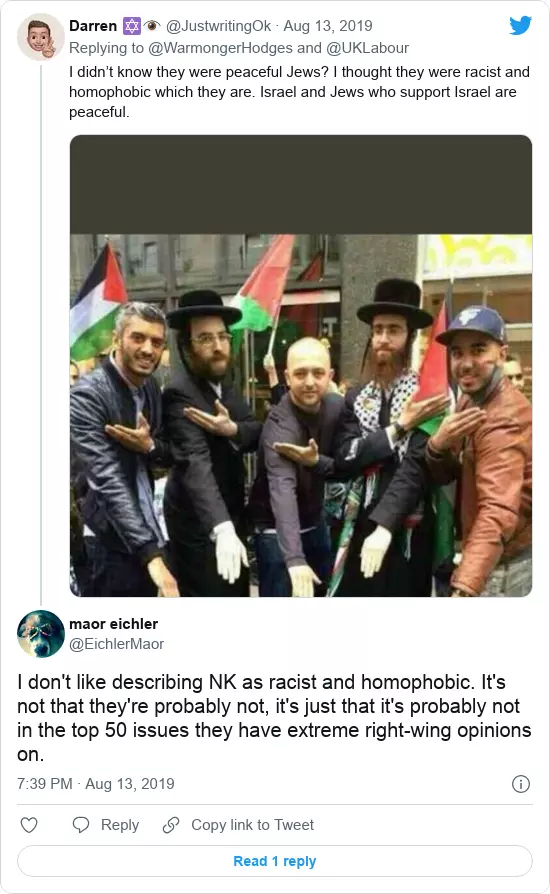 Darren ✡️👁️ @JustwritingOk · Aug 13, 2019
Replying to @WarmongerHodges and @UKLabour
I didn’t know they were peaceful Jews? I thought they were racist and
homophobic which they are. Israel and Jews who support Israel are
peaceful.
maor eichler
@EichlerMaor
I don't like describing NK as racist and homophobic. It's
not that they're probably not, it's just that it's probably not
in the top 50 issues they have extreme right-wing opinions
on.
7:39 PM · Aug 13, 2019
Reply
Copy link to Tweet
Read 1 reply